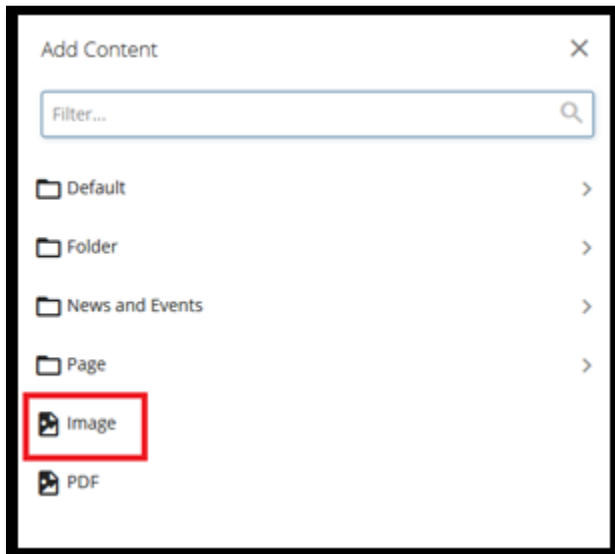 Add Content
Filter...
Default
Folder
News and Events
Page
Image
PDF